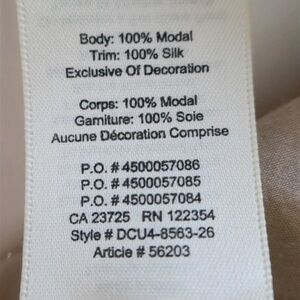 Body: 100% Modal
Trim: 100% Silk
Exclusive Of Decoration
Corps: 100% Modal
Garniture: 100% Soie
Aucune Décoration Comprise
P.O. # 4500057086
P.O. # 4500057085
P.O. # 4500057084
CA 23725 RN 122354
Style # DCU4-8563-26
Article # 56203